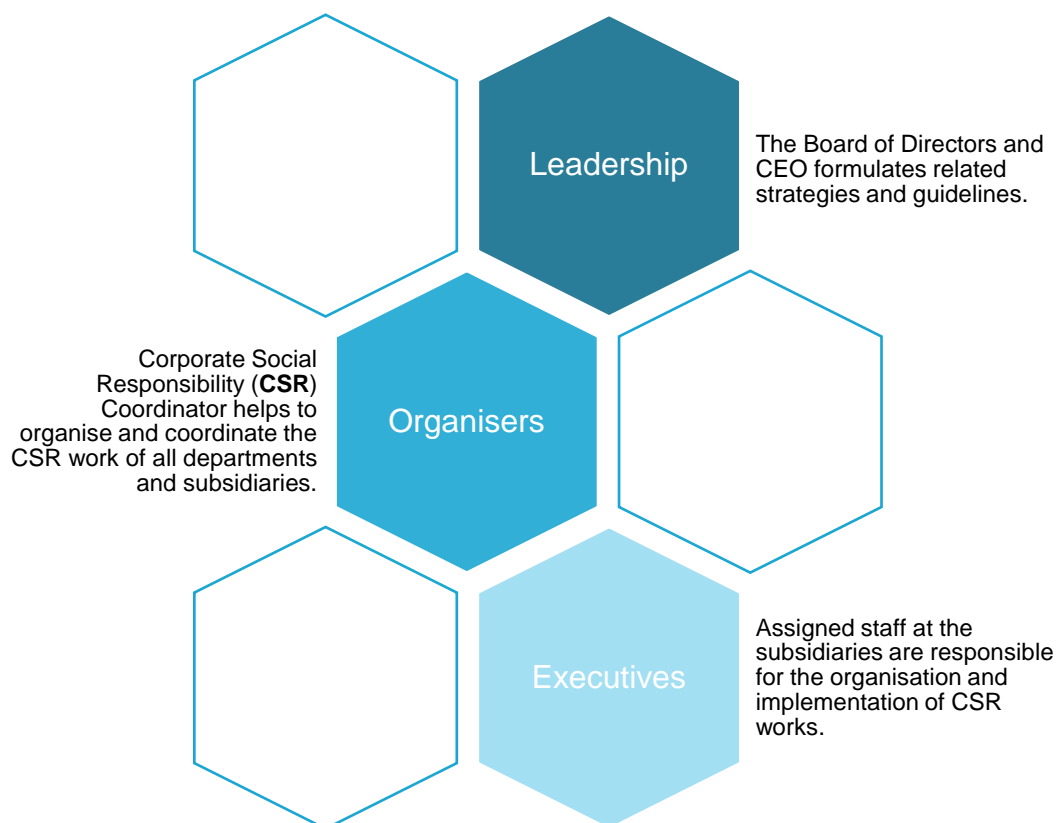 Leadership
The Board of Directors and
CEO formulates related
strategies and guidelines.
Corporate Social
Responsibility (CSR)
Coordinator helps to
organise and coordinate the
CSR work of all departments
and subsidiaries.
Organisers
Executives
Assigned staff at the
subsidiaries are responsible
for the organisation and
implementation of CSR
works.